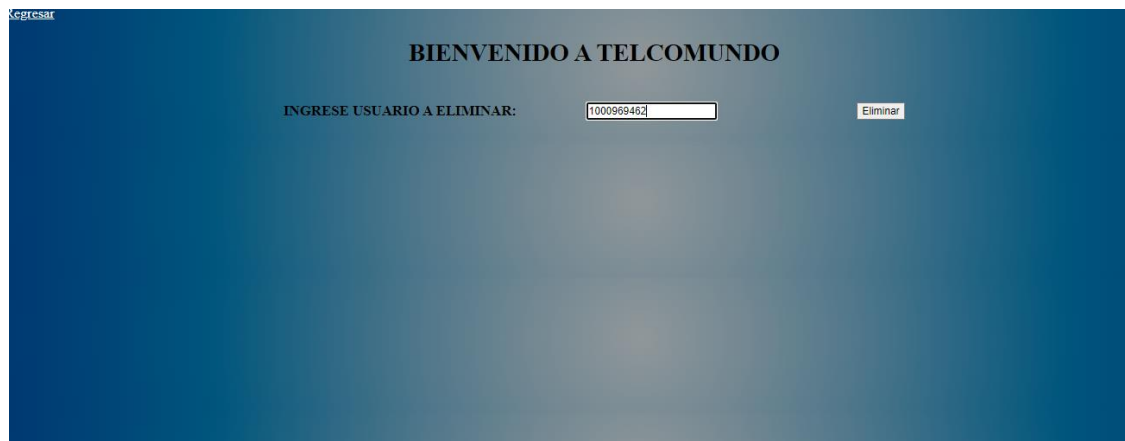 Regresar
BIENVENIDO A TELCOMUNDO
INGRESE USUARIO A ELIMINAR: 1000969462 Eliminar